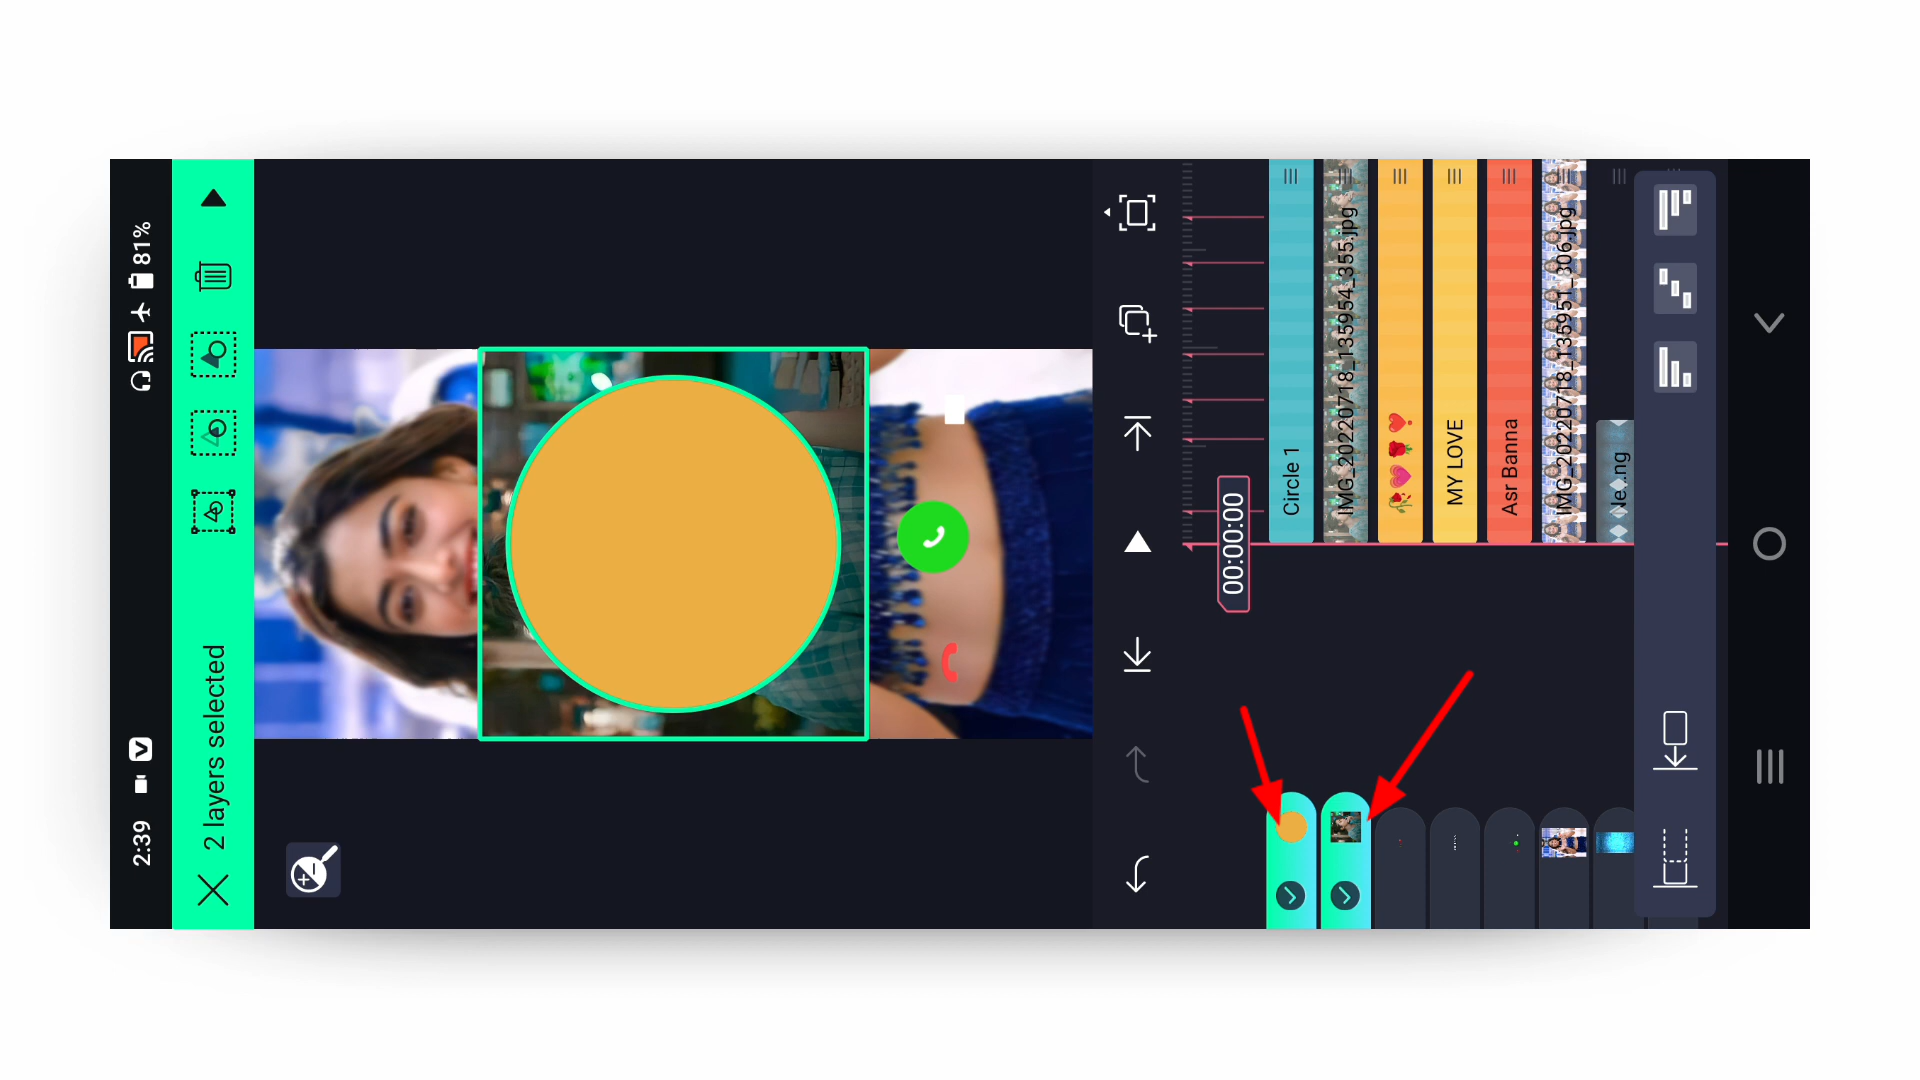 2:39
81%
2 layers selected
00:00:00
Circle 1
IMG_20220718_135954_355.jpg
MY LOVE
Asr Banna
IMG_20220718_135951_306.jpg
Ne...ng